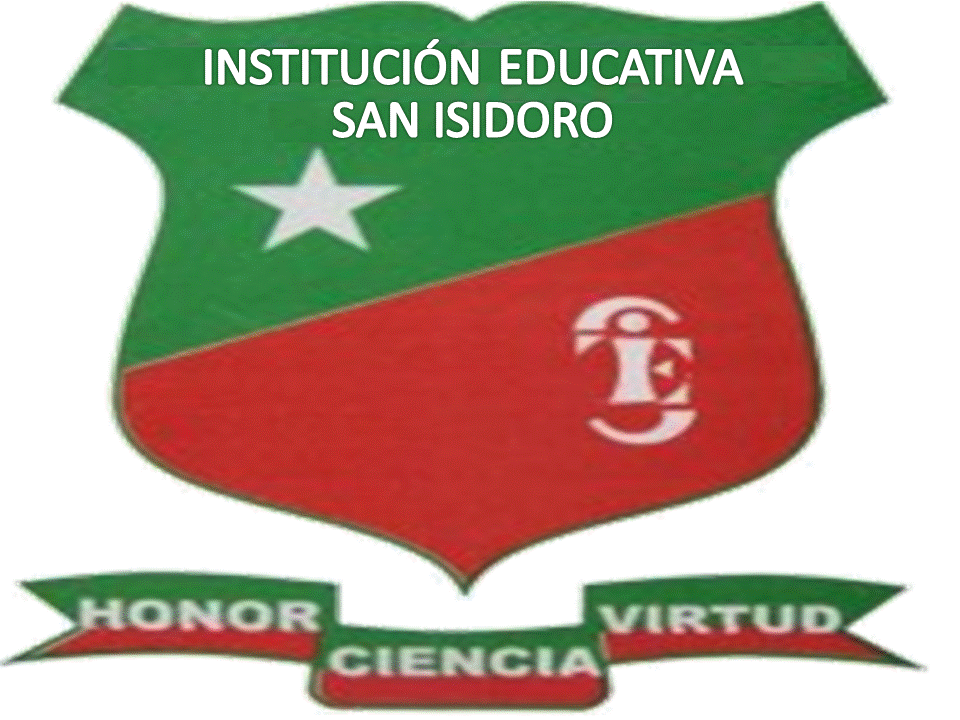 INSTITUCIÓN EDUCATIVA
SAN ISIDORO
HONOR
CIENCIA
VIRTUD